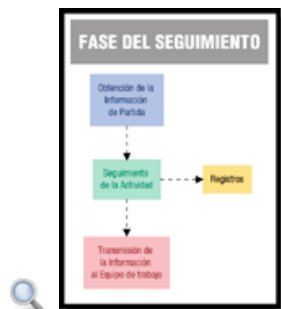 FASE DEL SEGUIMIENTO
Obtención de la
Información
de Partida
Seguimiento
de la Actividad
Registros
Transmisión de
la Información
al Equipo de trabajo